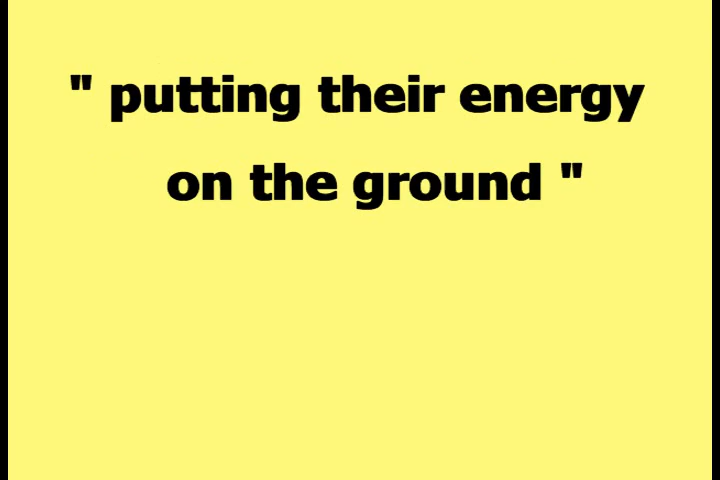 " putting their energy
on the ground "